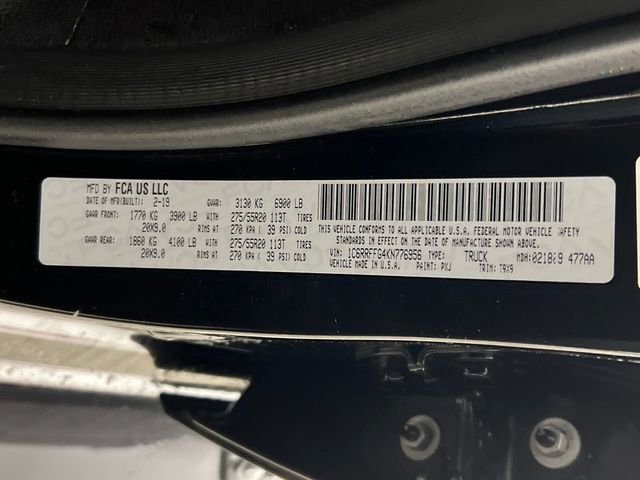 MFD BY FCA US LLC
DATE OF MFR(BUILT): 2-19 GVWR: 3130 KG 6900 LB
GAWR FRONT: 1770 KG 3900 LB WITH 275/55R20 113T TIRES
20X9.0 RIMS AT 270 KPA( 39 PSI) COLD
GAWR REAR: 1860 KG 4100 LB WITH 275/55R20 113T TIRES
20X9.0 RIMS AT 270 KPA( 39 PSI) COLD
THIS VEHICLE CONFORMS TO ALL APPLICABLE U.S.A. FEDERAL MOTOR VEHICLE SAFETY
STANDARDS IN EFFECT ON THE DATE OF MANUFACTURE SHOWN ABOVE.
VIN: 1C6RRFFG4KN776956 TYPE: TRUCK MDH: 021809 477AA
VEHICLE MADE IN U.S.A. PAINT: PXJ TRIM: T9X9